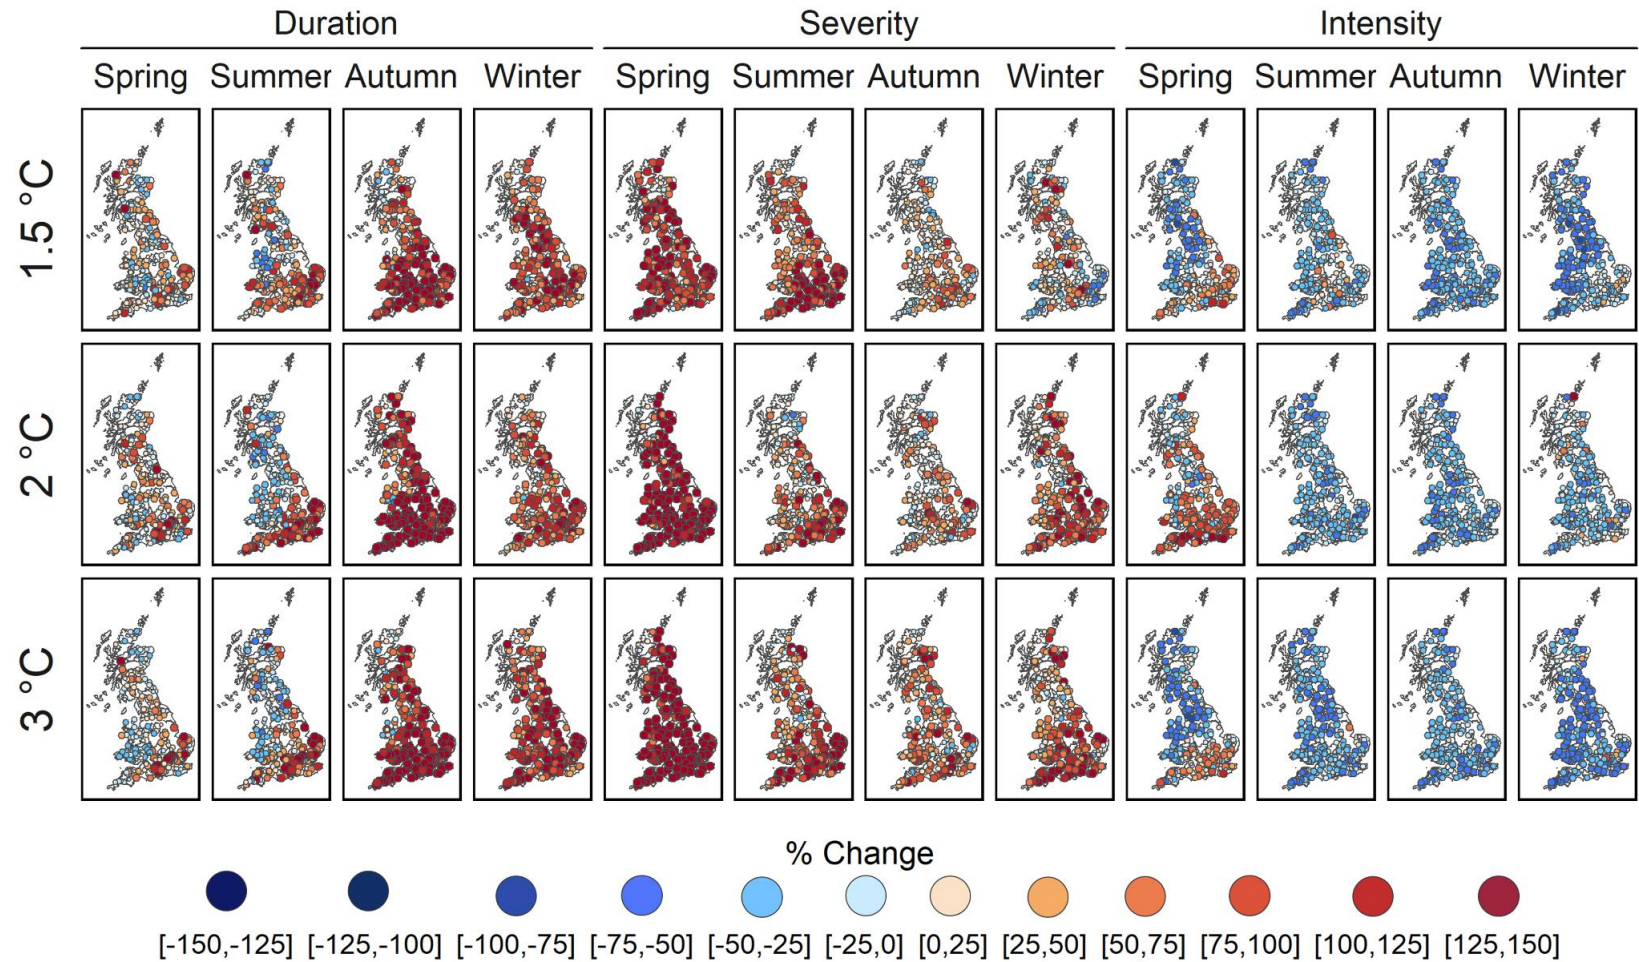 Duration Severity Intensity
Spring Summer Autumn Winter Spring Summer Autumn Winter Spring Summer Autumn Winter
1.5 °C
2 °C
3 °C
% Change
[-150,-125] [-125,-100] [-100,-75] [-75,-50] [-50,-25] [-25,0] [0,25] [25,50] [50,75] [75,100] [100,125] [125,150]